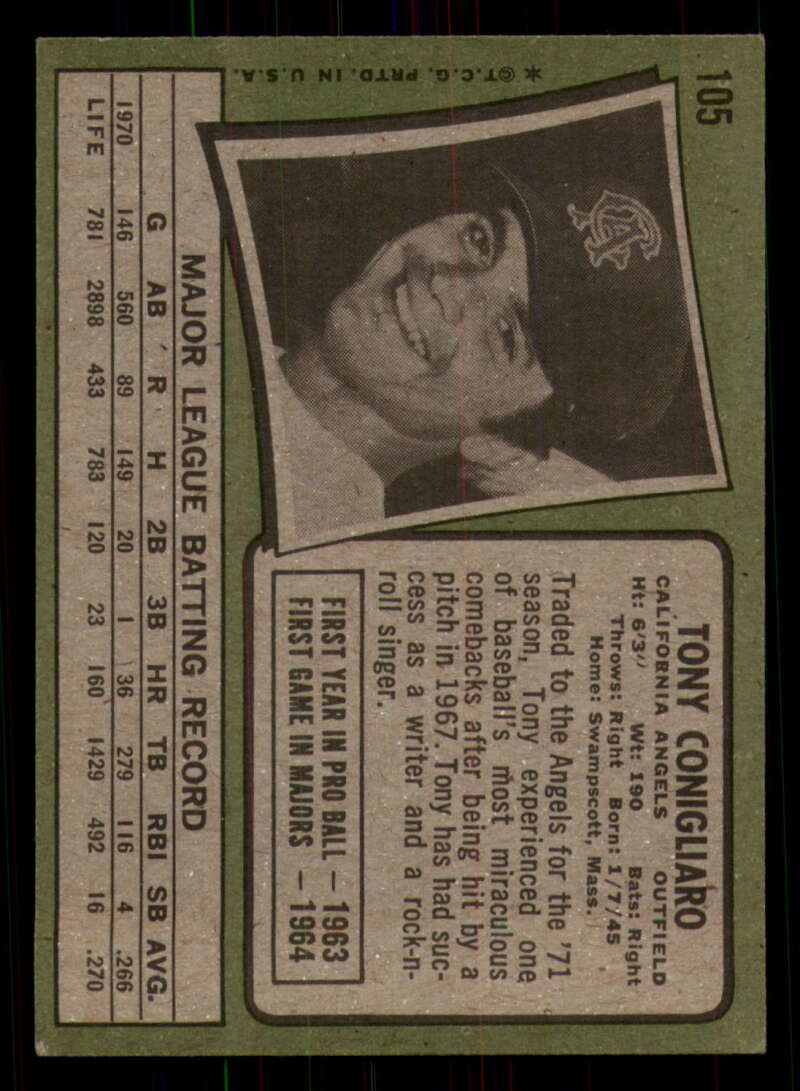 105
* ©T.C.G. PRTD. IN U.S.A.
CA
TONY CONIGLIARO
CALIFORNIA ANGELS OUTFIELD
Ht: 6'3" Wt: 190 Bats: Right
Throws: Right Born: 1/7/45
Home: Swampscott, Mass.
Traded to the Angels for the '71
season, Tony experienced one
of baseball's most miraculous
comebacks after being hit by a
pitch in 1967. Tony has had suc-
cess as a writer and a rock-n-
roll singer.
FIRST YEAR IN PRO BALL — 1963
FIRST GAME IN MAJORS — 1964
MAJOR LEAGUE BATTING RECORD
G AB R H 2B 3B HR TB RBI SB AVG.
1970 146 560 89 149 20 1 36 279 116 4 .266
LIFE 781 2898 433 783 120 23 160 1429 492 16 .270